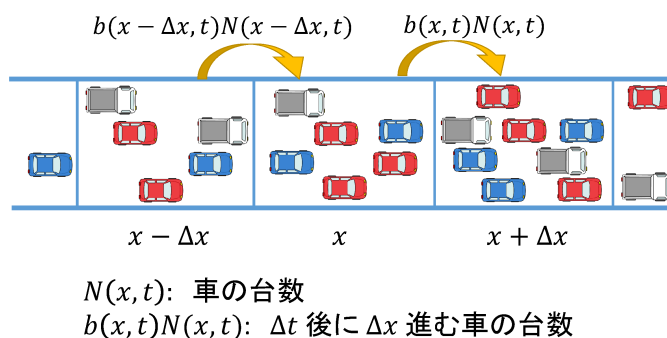 b(x − Δx, t)N(x − Δx, t) b(x, t)N(x, t)
x − Δx x x + Δx
N(x, t): 車の台数
b(x, t)N(x, t): Δt 後に Δx 進む車の台数